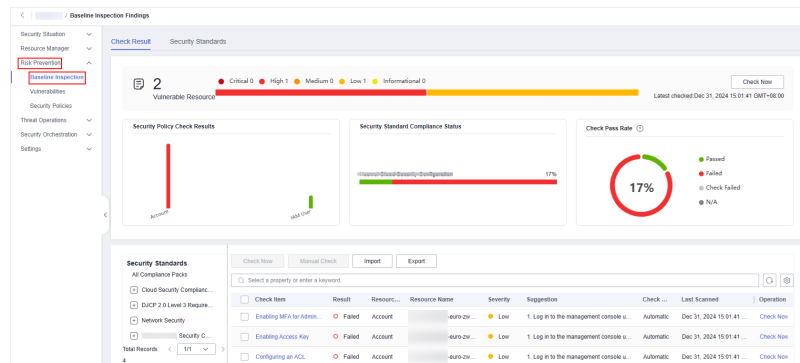 / Baseline Inspection Findings
Security Situation
Resource Manager
Risk Prevention
Baseline Inspection
Vulnerabilities
Security Policies
Threat Operations
Security Orchestration
Settings
Check Result Security Standards
2
Vulnerable Resource
Critical 0 High 1 Medium 0 Low 1 Informational 0
Check Now
Latest checked:Dec 31, 2024 15:01:41 GMT+08:00
Security Policy Check Results
Account
IAM User
Security Standard Compliance Status
17%
Check Pass Rate
17%
Passed
Failed
Check Failed
N/A
Security Standards
All Compliance Packs
Cloud Security Complianc...
DJCP 2.0 Level 3 Require...
Network Security
Security C...
Total Records: 1/1
4
Check Now Manual Check Import Export
Select a property or enter a keyword.
Check Item Result Resourc... Resource Name Severity Suggestion Check ... Last Scanned Operation
Enabling MFA for Admin... Failed Account -euro-zw... Low 1. Log in to the management console u... Automatic Dec 31, 2024 15:01:41 ... Check Now
Enabling Access Key Failed Account -euro-zw... Low 1. Log in to the management console u... Automatic Dec 31, 2024 15:01:41 ... Check Now
Configuring an ACL Failed Account -euro-zw... Low 1. Log in to the management console u... Automatic Dec 31, 2024 15:01:41 ... Check Now